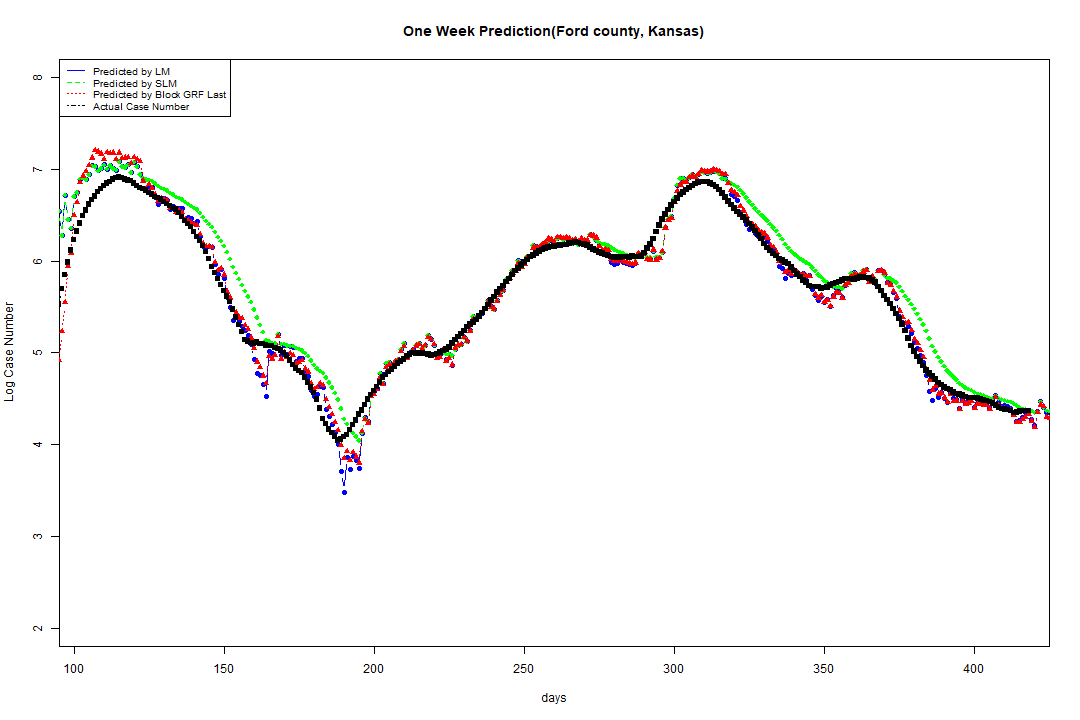 One Week Prediction(Ford county, Kansas)
Predicted by LM
Predicted by SLM
Predicted by Block GRF Last
Actual Case Number
8
7
6
5
4
3
2
Log Case Number
100 150 200 250 300 350 400
days